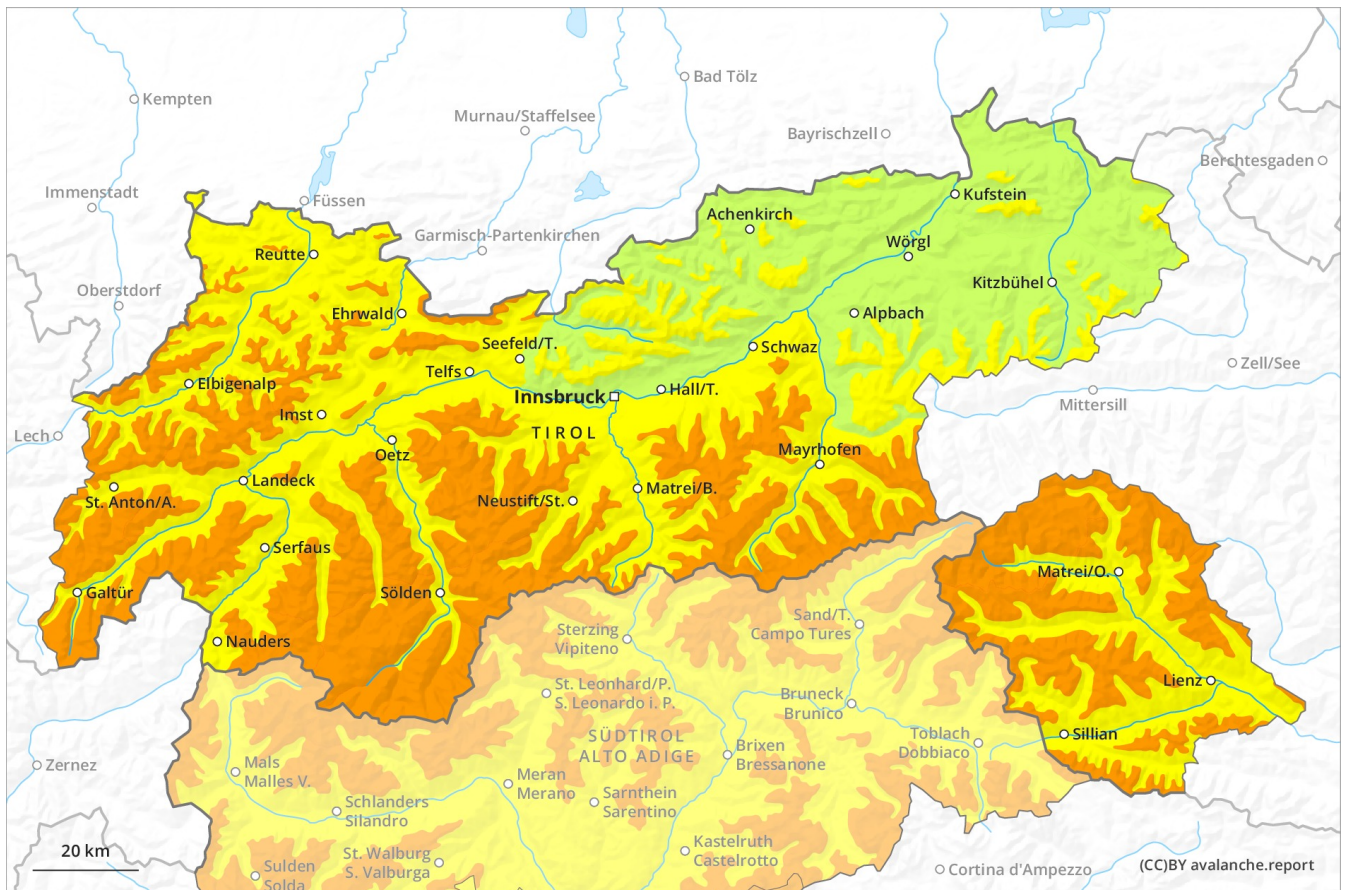 Bad Tölz
Kempten
Murnau/Staffelsee
Bayrischzell
Berchtesgaden
Immenstadt
Füssen
Kufstein
Achenkirch
Garmisch-Partenkirchen
Wörgl
Reutte
Oberstdorf
Kitzbühel
Ehrwald
Alpbach
Seefeld/T.
Schwaz
Zell/See
Telfs
Elbigenalp
Hall/T.
Innsbruck
Mittersill
Imst
TIROL
Lech
Oetz
Mayrhofen
Landeck
Matrei/B.
St. Anton/A.
Neustift/St.
Serfaus
Matrei/O.
Galtür
Sölden
Sand/T.
Campo Tures
Sterzing
Vipiteno
Nauders
Lienz
St. Leonhard/P.
S. Leonardo i. P.
Bruneck
Brunico
Sillian
SÜDTIROL
ALTO ADIGE
Toblach
Dobbiaco
Brixen
Bressanone
Zernez
Mals
Malles V.
Meran
Merano
Sarnthein
Sarentino
Schlanders
Silandro
Kastelruth
Castelrotto
20 km
St. Walburg
S. Valburga
Sulden
Solda
Cortina d'Ampezzo
(CC)BY avalanche.report